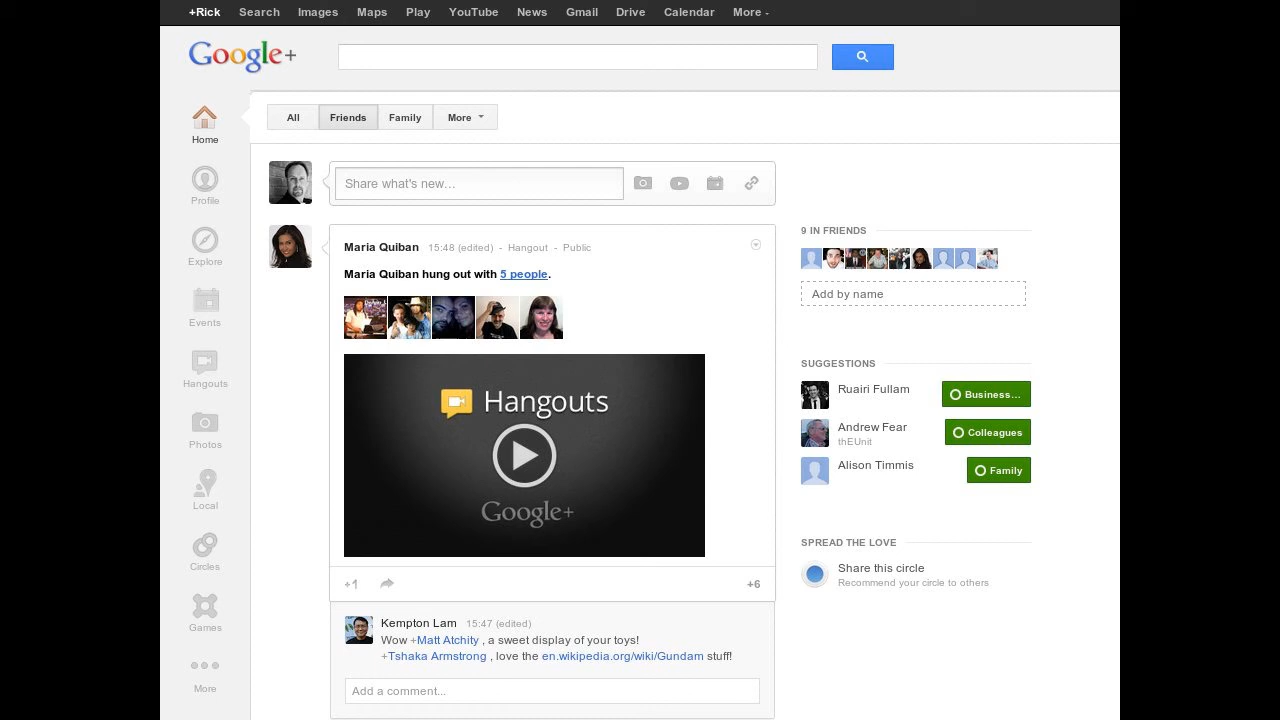 +Rick Search Images Maps Play YouTube News Gmail Drive Calendar More
Google+
Home
Profile
Explore
Events
Hangouts
Photos
Local
Circles
Games
More
All Friends Family More
Share what's new...
Maria Quiban 15:48 (edited) - Hangout - Public
Maria Quiban hung out with 5 people.
Hangouts
Google+
+1
+6
Kempton Lam 15:47 (edited)
Wow +Matt Atchity , a sweet display of your toys!
+Tshaka Armstrong , love the en.wikipedia.org/wiki/Gundam stuff!
Add a comment...
9 IN FRIENDS
Add by name
SUGGESTIONS
Ruairi Fullam Business...
Andrew Fear Colleagues
thEUnit
Alison Timmis Family
SPREAD THE LOVE
Share this circle
Recommend your circle to others